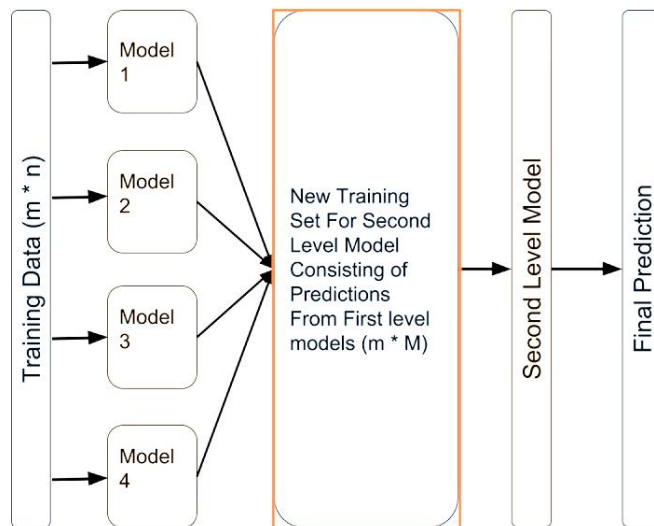 Training Data (m * n)
Model
1
Model
2
Model
3
Model
4
New Training
Set For Second
Level Model
Consisting of
Predictions
From First level
models (m * M)
Second Level Model
Final Prediction